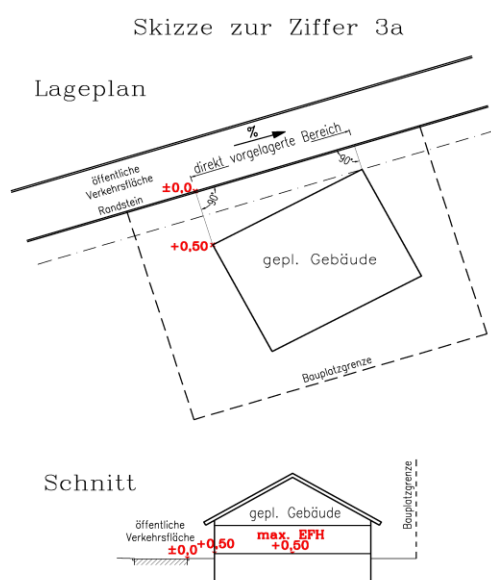 Skizze zur Ziffer 3a
Lageplan
%
direkt vorgelagerte Bereich
öffentliche
Verkehrsfläche
Randstein
±0,0
90°
90°
+0,50
gepl. Gebäude
Bauplatzgrenze
Schnitt
Bauplatzgrenze
gepl. Gebäude
öffentliche
Verkehrsfläche
max. EFH
±0,0
+0,50
+0,50